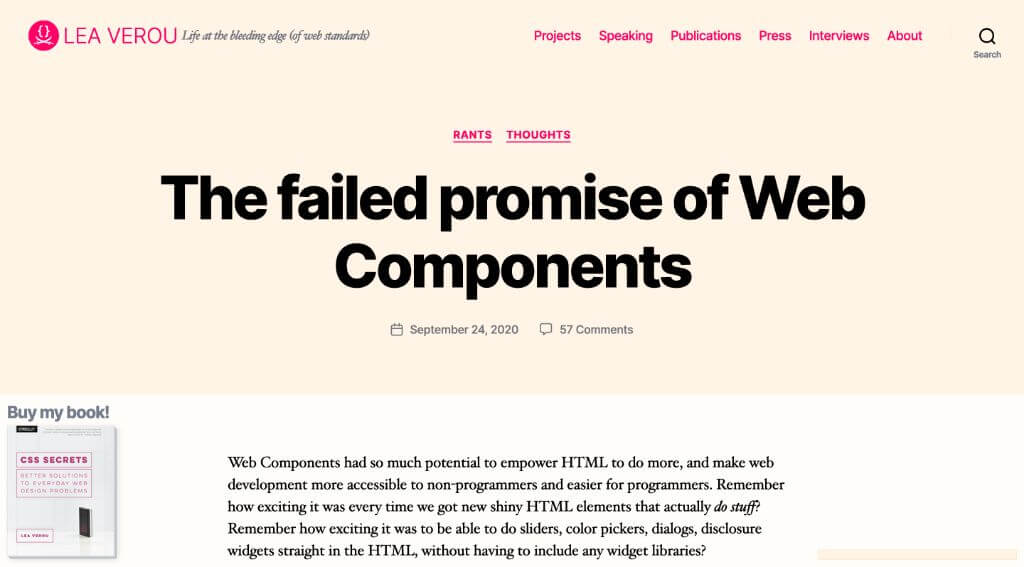 LEA VEROU Life at the bleeding edge (of web standards)
Projects Speaking Publications Press Interviews About
Search
RANTS THOUGHTS
The failed promise of Web
Components
September 24, 2020 57 Comments
Buy my book!
O'REILLY
CSS SECRETS
BETTER SOLUTIONS
TO EVERYDAY WEB
DESIGN PROBLEMS
LEA VEROU
Web Components had so much potential to empower HTML to do more, and make web
development more accessible to non-programmers and easier for programmers. Remember
how exciting it was every time we got new shiny HTML elements that actually do stuff?
Remember how exciting it was to be able to do sliders, color pickers, dialogs, disclosure
widgets straight in the HTML, without having to include any widget libraries?